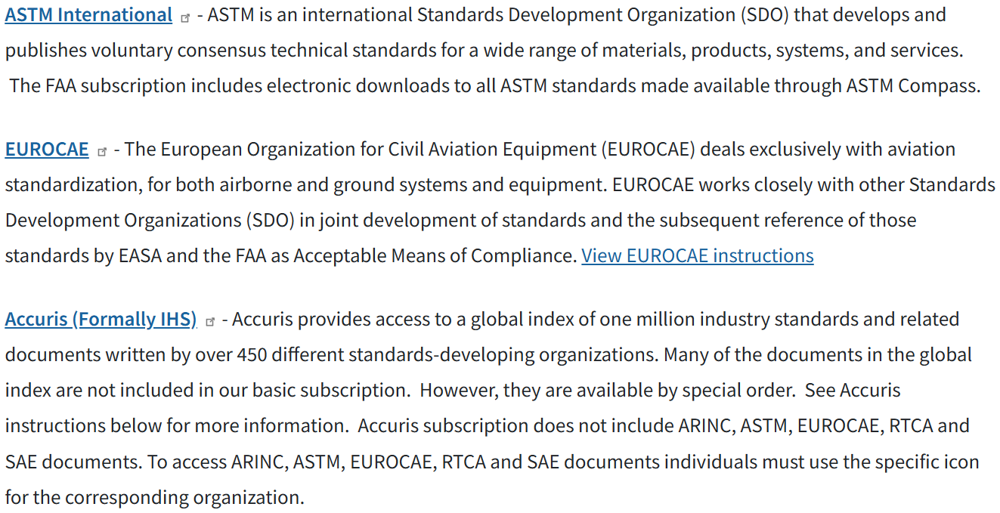 ASTM International - ASTM is an international Standards Development Organization (SDO) that develops and
publishes voluntary consensus technical standards for a wide range of materials, products, systems, and services.
The FAA subscription includes electronic downloads to all ASTM standards made available through ASTM Compass.
EUROCAE - The European Organization for Civil Aviation Equipment (EUROCAE) deals exclusively with aviation
standardization, for both airborne and ground systems and equipment. EUROCAE works closely with other Standards
Development Organizations (SDO) in joint development of standards and the subsequent reference of those
standards by EASA and the FAA as Acceptable Means of Compliance. View EUROCAE instructions
Accuris (Formally IHS) - Accuris provides access to a global index of one million industry standards and related
documents written by over 450 different standards-developing organizations. Many of the documents in the global
index are not included in our basic subscription.  However, they are available by special order.  See Accuris
instructions below for more information.  Accuris subscription does not include ARINC, ASTM, EUROCAE, RTCA and
SAE documents. To access ARINC, ASTM, EUROCAE, RTCA and SAE documents individuals must use the specific icon
for the corresponding organization.